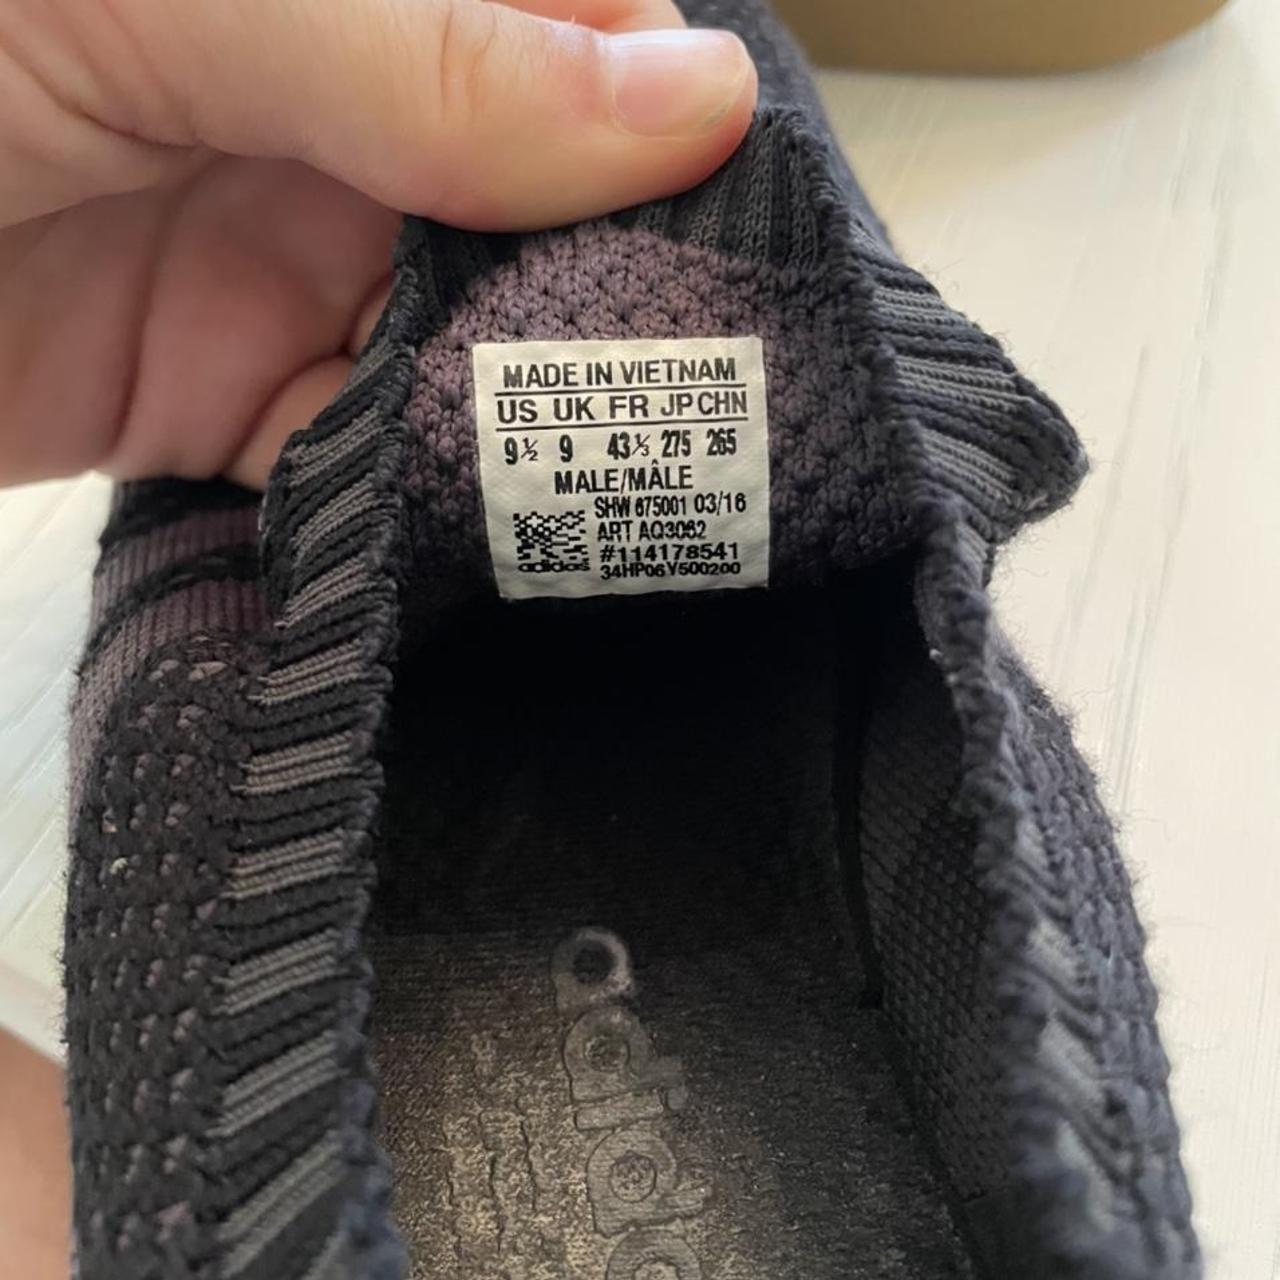 MADE IN VIETNAM
US UK FR JP CHN
9½ 9 43⅓ 275 265
MALE/MÂLE
SHW 675001 03/16
ART AQ3062
#114178541
34HP06Y500200
adidas